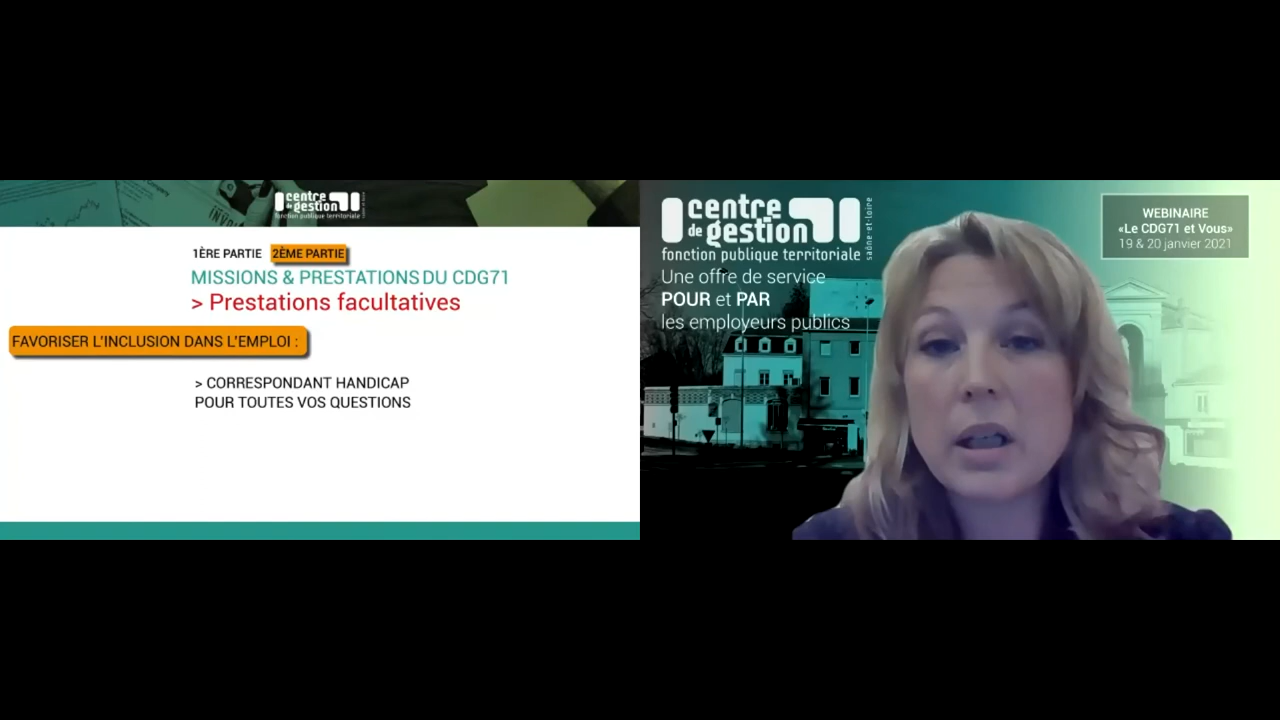 centre
de gestion 71
fonction publique territoriale
1ÈRE PARTIE 2ÈME PARTIE
MISSIONS & PRESTATIONS DU CDG71
> Prestations facultatives
FAVORISER L'INCLUSION DANS L'EMPLOI :
> CORRESPONDANT HANDICAP
POUR TOUTES VOS QUESTIONS
centre
de gestion 71
fonction publique territoriale
saône-et-loire
Une offre de service
POUR et PAR
les employeurs publics
WEBINAIRE
«Le CDG71 et Vous»
19 & 20 janvier 2021